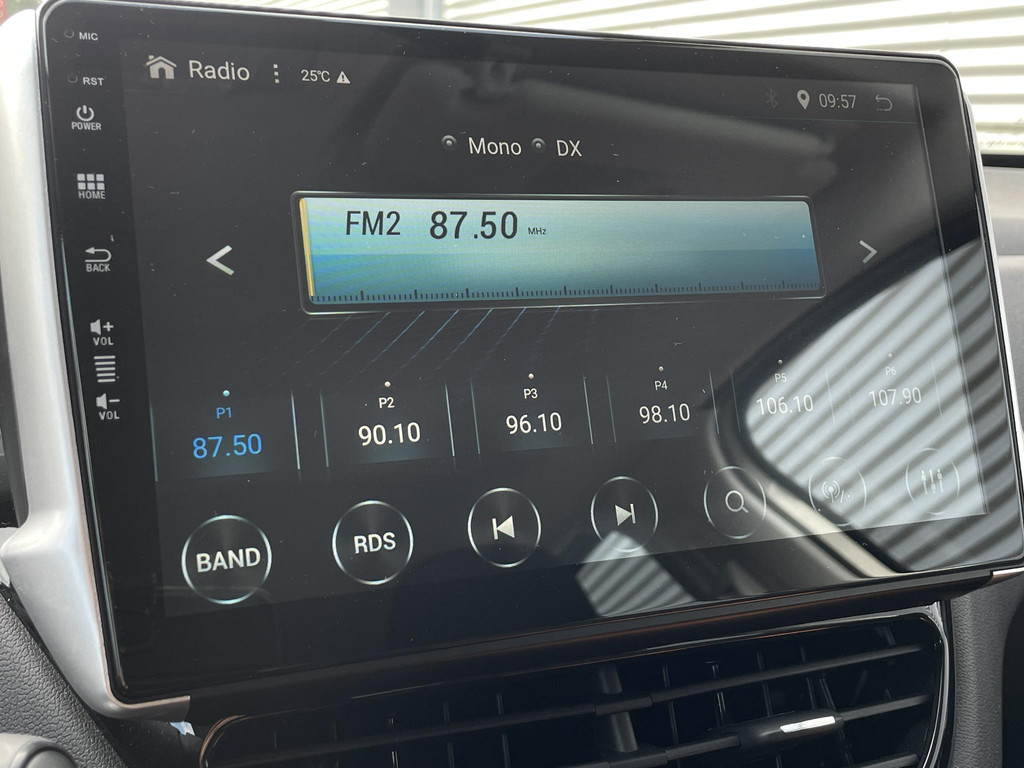 MIC
RST
POWER
HOME
BACK
VOL
VOL
Radio 25℃
09:57
Mono DX
FM2 87.50 MHz
P1 P2 P3 P4 P5 P6
87.50 90.10 96.10 98.10 106.10 107.90
BAND RDS